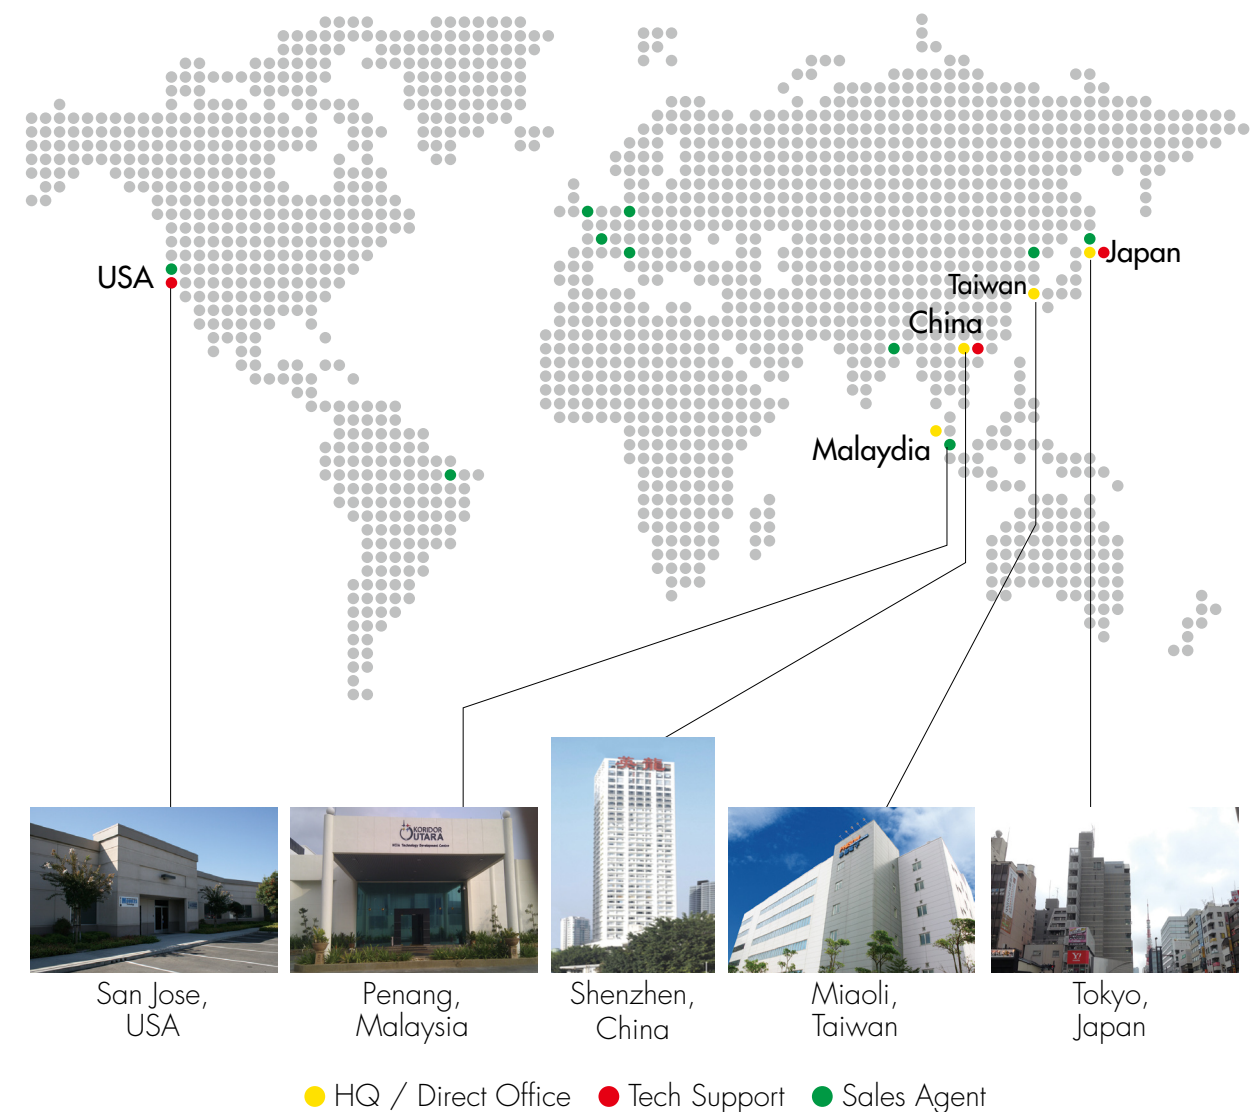 USA
Japan
Taiwan
China
Malaydia
KORIDOR
UTARA
San Jose,
USA
Penang,
Malaysia
Shenzhen,
China
Miaoli,
Taiwan
Tokyo,
Japan
HQ / Direct Office
Tech Support
Sales Agent